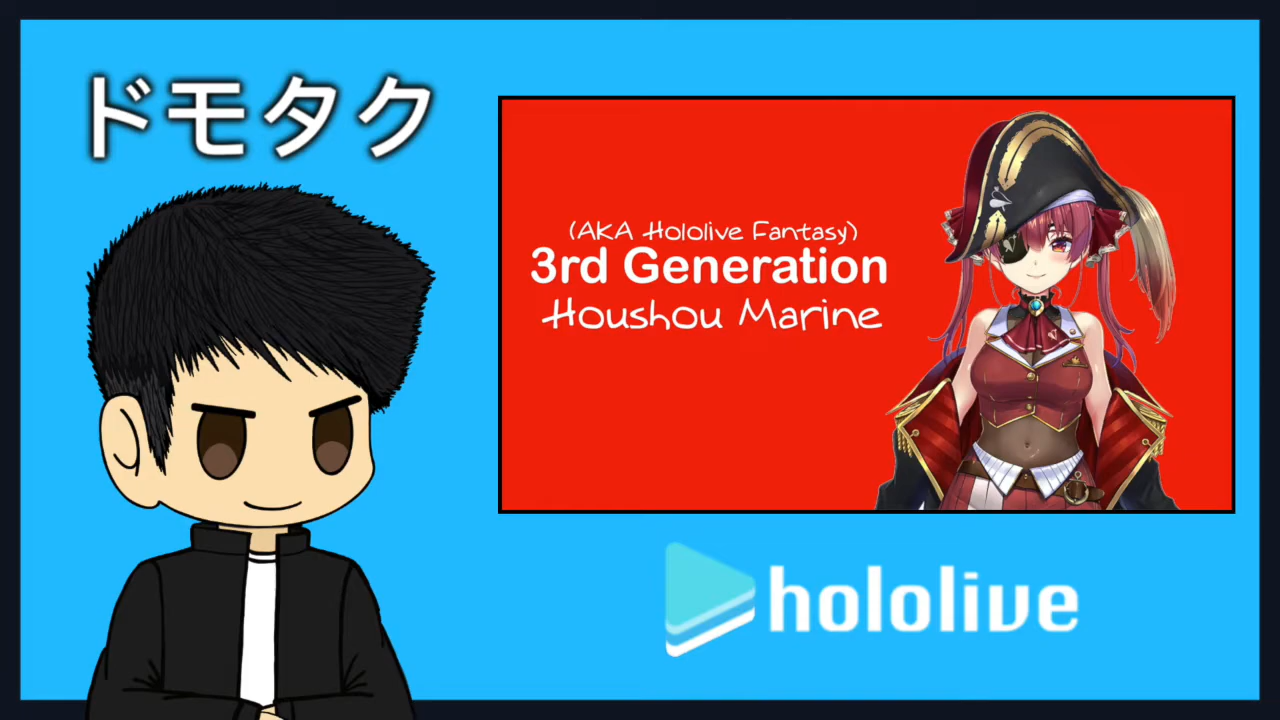 ドモタク
(AKA Hololive Fantasy)
3rd Generation
Houshou Marine
hololive